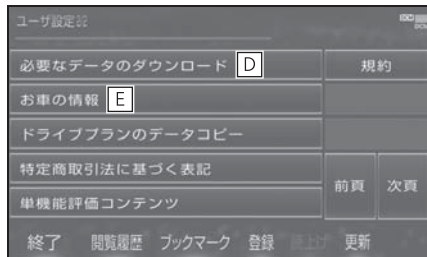 ユーザ設定
必要なデータのダウンロード D
規約
お車の情報 E
ドライブプランのデータコピー
特定商取引法に基づく表記
単機能評価コンテンツ
前頁 次頁
終了 閲覧履歴 ブックマーク 登録 更新